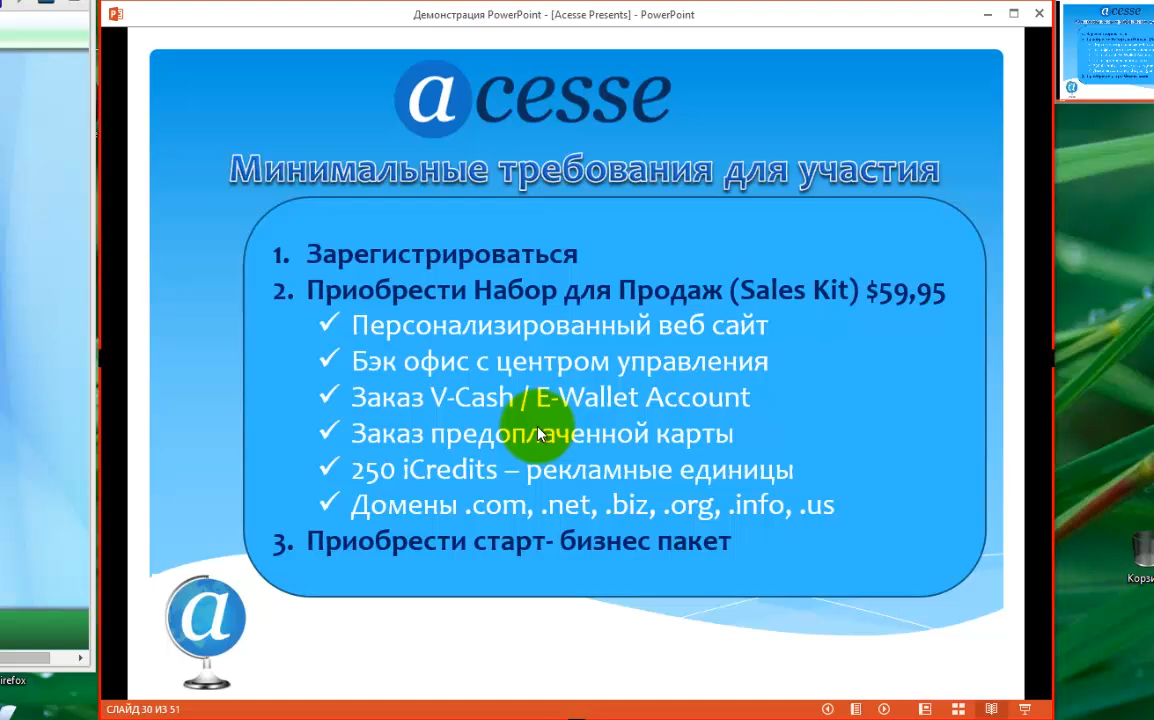 Демонстрация PowerPoint - [Acesse Presents] - PowerPoint
acesse
Минимальные требования для участия
1. Зарегистрироваться
2. Приобрести Набор для Продаж (Sales Kit) $59,95
✓ Персонализированный веб сайт
✓ Бэк офис с центром управления
✓ Заказ V-Cash / E-Wallet Account
✓ Заказ предоплаченной карты
✓ 250 iCredits – рекламные единицы
✓ Домены .com, .net, .biz, .org, .info, .us
3. Приобрести старт- бизнес пакет
a
СЛАЙД 30 ИЗ 51
irefox
Корзи